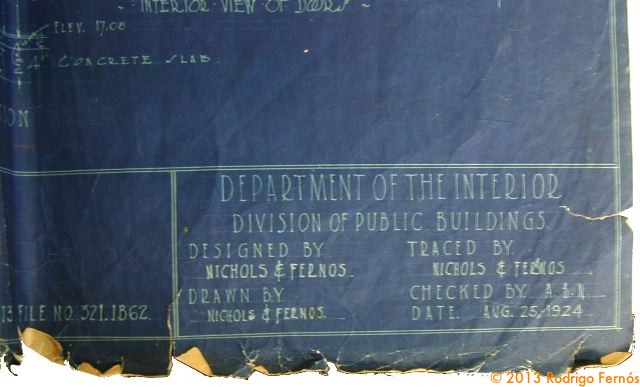 ~ INTERIOR VIEW OF DOORS ~
ELEV. 17.08
4" CONCRETE SLAB.
DEPARTMENT OF THE INTERIOR
DIVISION OF PUBLIC BUILDINGS.
DESIGNED BY
NICHOLS & FERNOS.
TRACED BY
NICHOLS & FERNOS
DRAWN BY
NICHOLS & FERNOS.
CHECKED BY A.B.N.
DATE. AUG. 25, 1924
13 FILE NO. 321.1862
© 2013 Rodrigo Fernós